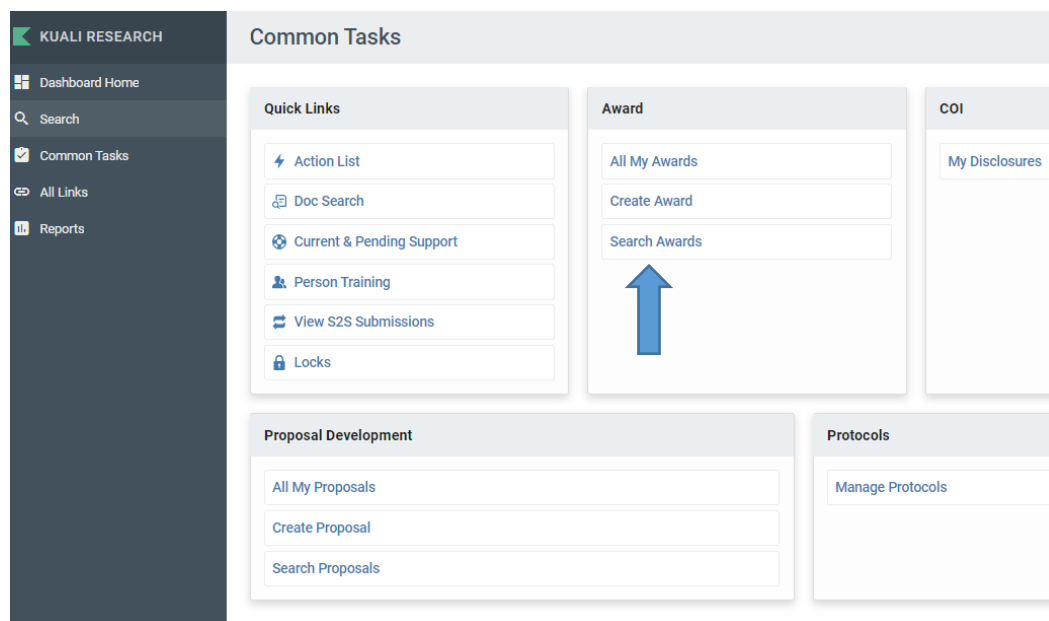 KUALI RESEARCH
Dashboard Home
Search
Common Tasks
All Links
Reports
Common Tasks
Quick Links
Action List
Doc Search
Current & Pending Support
Person Training
View S2S Submissions
Locks
Award
All My Awards
Create Award
Search Awards
COI
My Disclosures
Proposal Development
All My Proposals
Create Proposal
Search Proposals
Protocols
Manage Protocols